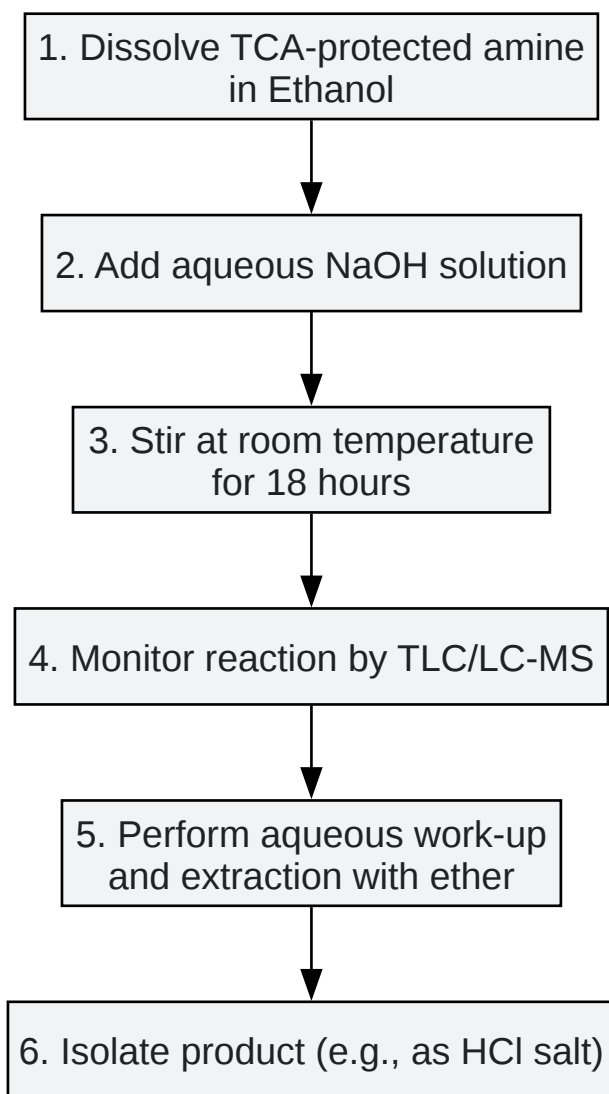 1. Dissolve TCA-protected amine
in Ethanol
2. Add aqueous NaOH solution
3. Stir at room temperature
for 18 hours
4. Monitor reaction by TLC/LC-MS
5. Perform aqueous work-up
and extraction with ether
6. Isolate product (e.g., as HCl salt)